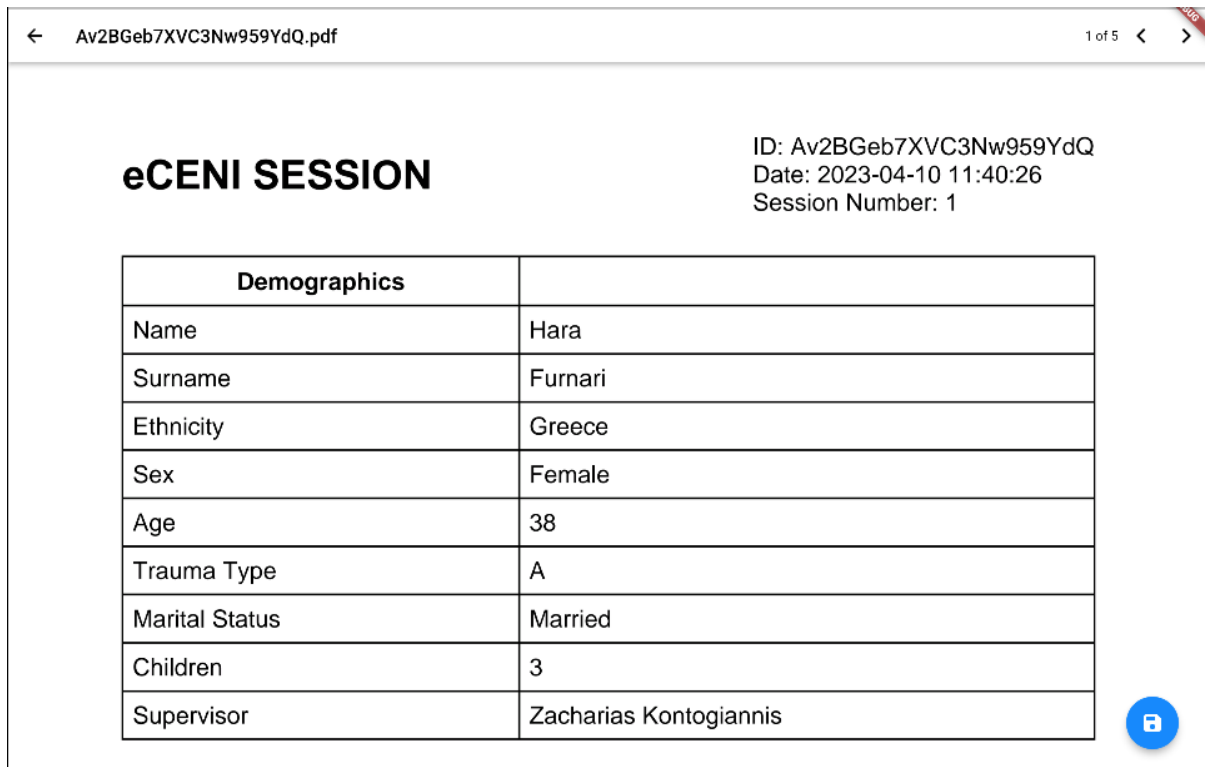 Av2BGeb7XVC3Nw959YdQ.pdf 1 of 5
eCENI SESSION
ID: Av2BGeb7XVC3Nw959YdQ
Date: 2023-04-10 11:40:26
Session Number: 1
Demographics
Name Hara
Surname Furnari
Ethnicity Greece
Sex Female
Age 38
Trauma Type A
Marital Status Married
Children 3
Supervisor Zacharias Kontogiannis